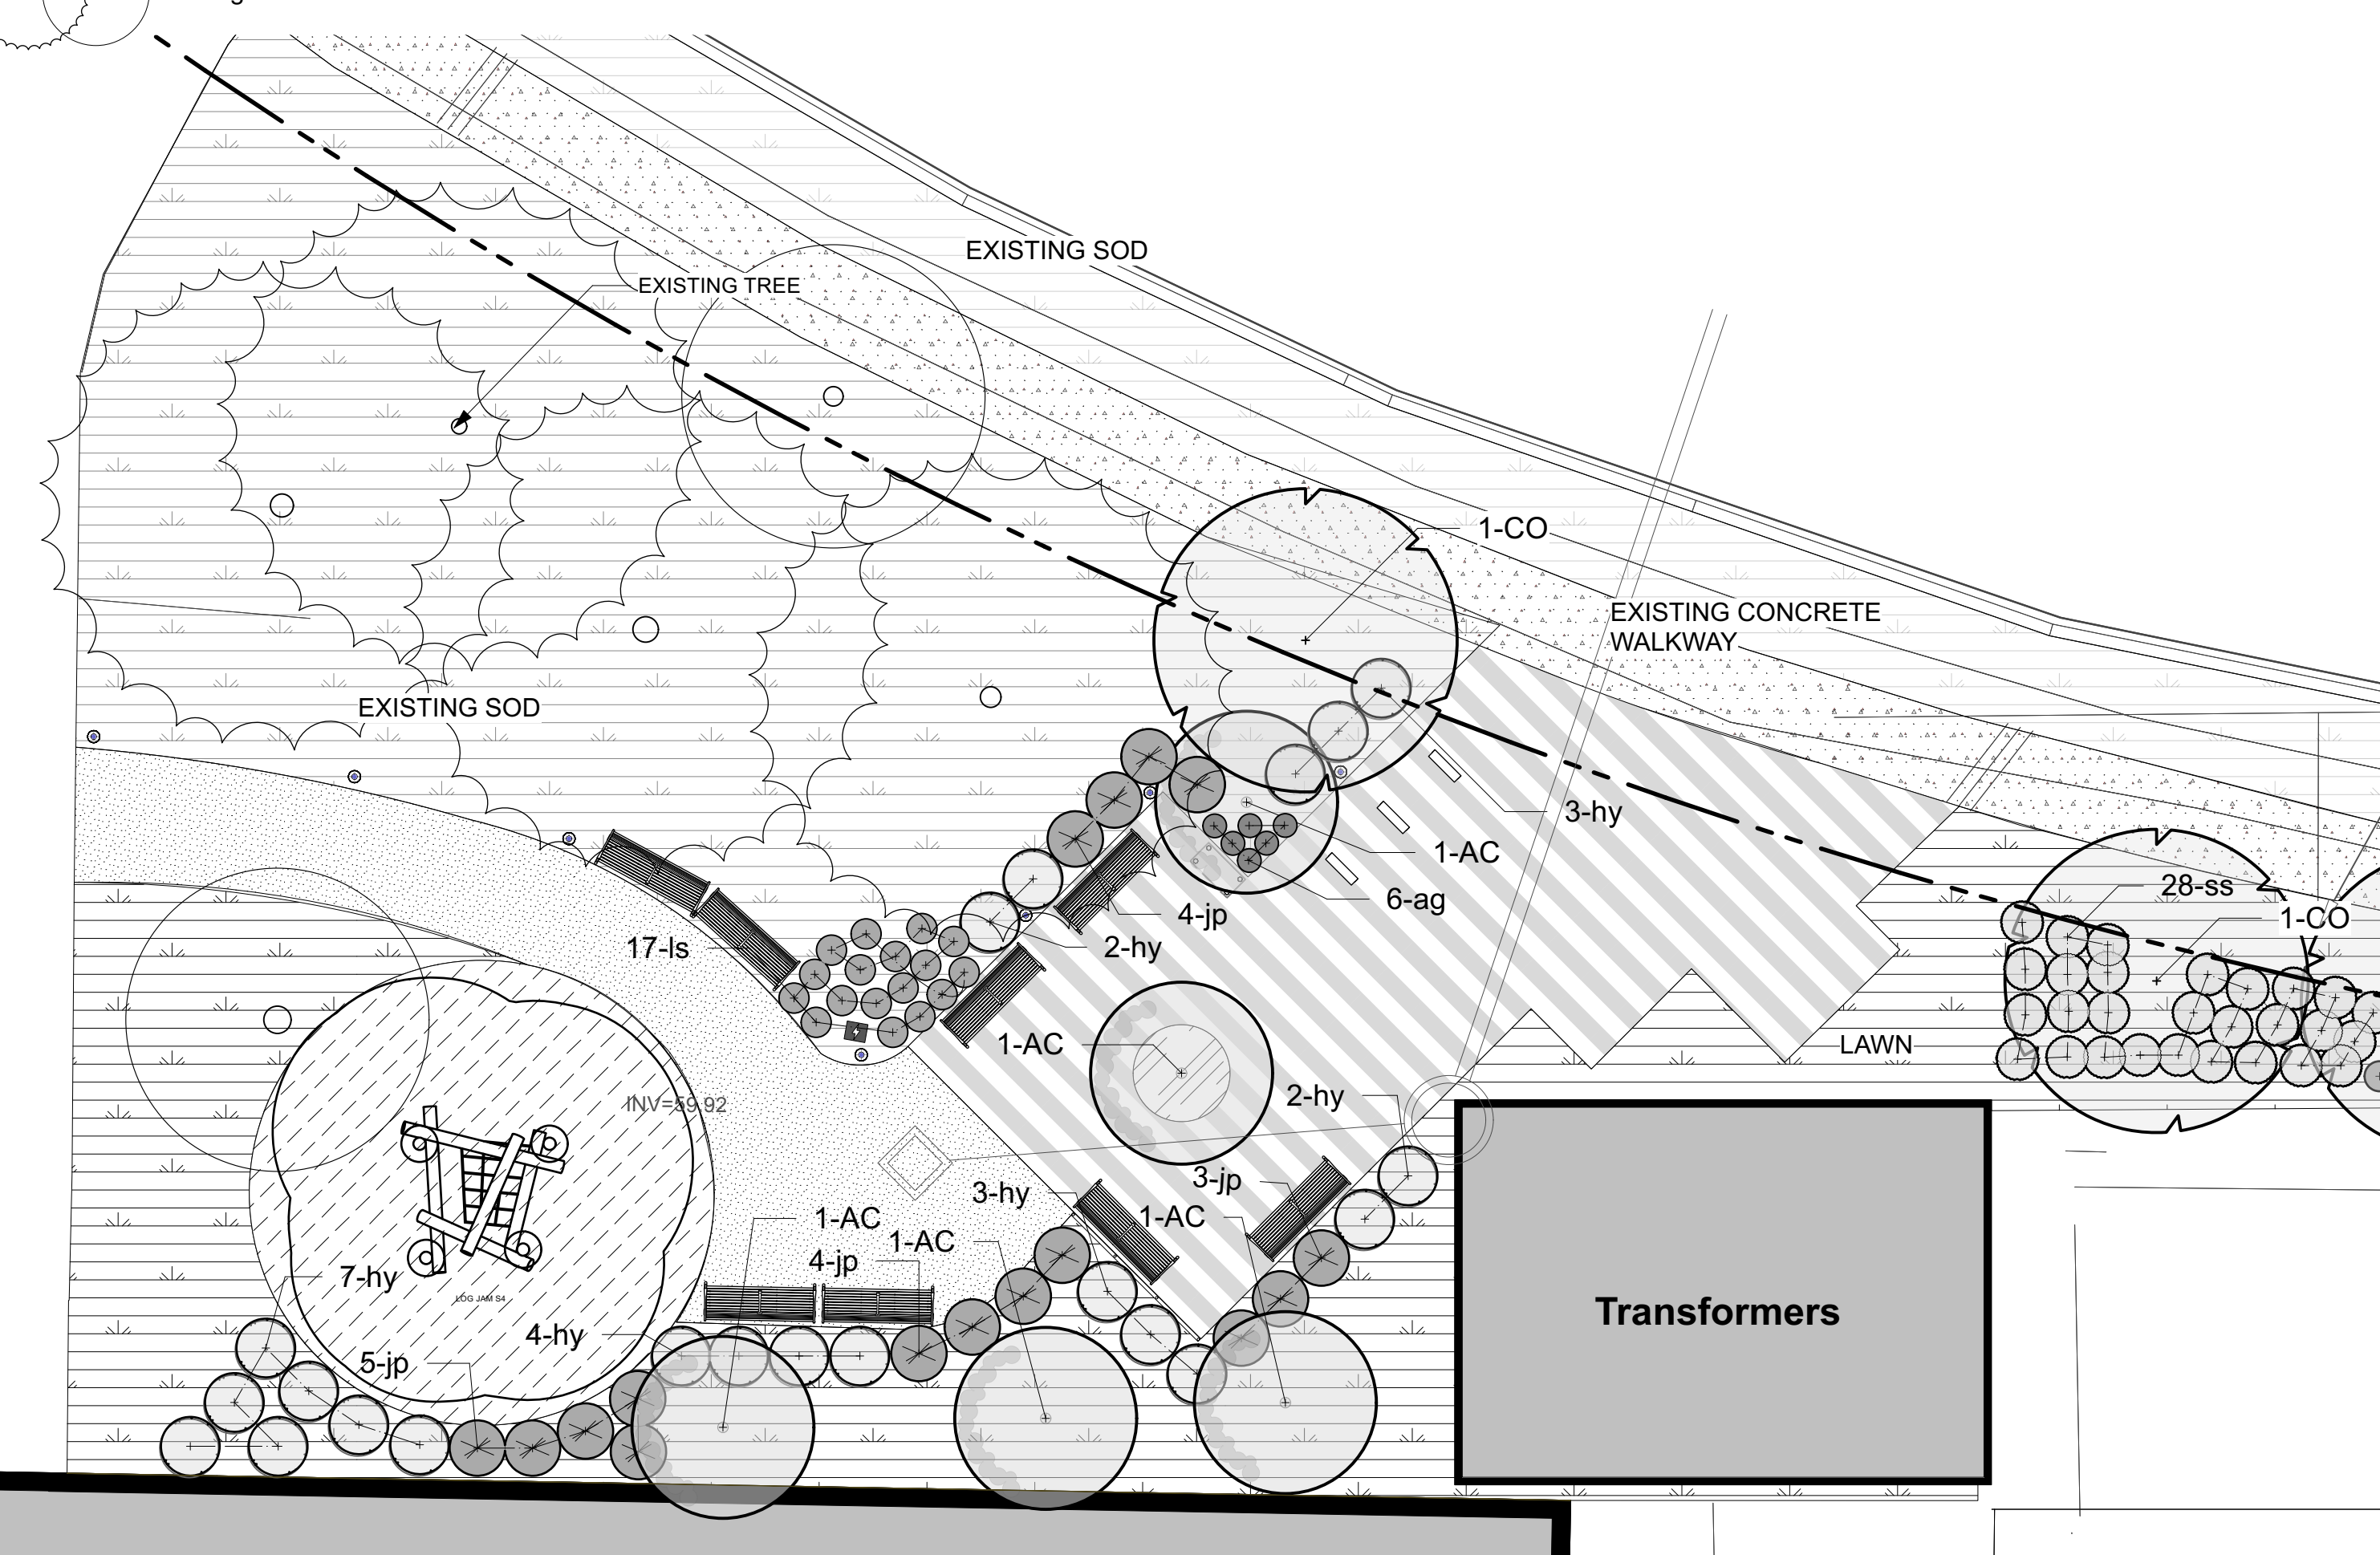 EXISTING SOD
EXISTING TREE
1-CO
EXISTING CONCRETE
WALKWAY
EXISTING SOD
3-hy
1-AC
28-ss
6-ag
4-jp
1-CO
17-ls
2-hy
1-AC
LAWN
2-hy
INV=59.92
3-jp
3-hy
1-AC
1-AC
1-AC
4-jp
7-hy
LOG JAM S4
Transformers
4-hy
5-jp